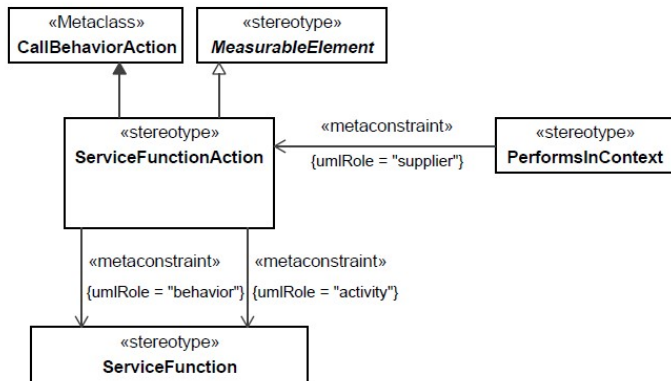 «Metaclass»
CallBehaviorAction
«stereotype»
MeasurableElement
«stereotype»
ServiceFunctionAction
«metaconstraint»
{umlRole = "supplier"}
«stereotype»
PerformsInContext
«metaconstraint»
{umlRole = "behavior"}
«metaconstraint»
{umlRole = "activity"}
«stereotype»
ServiceFunction